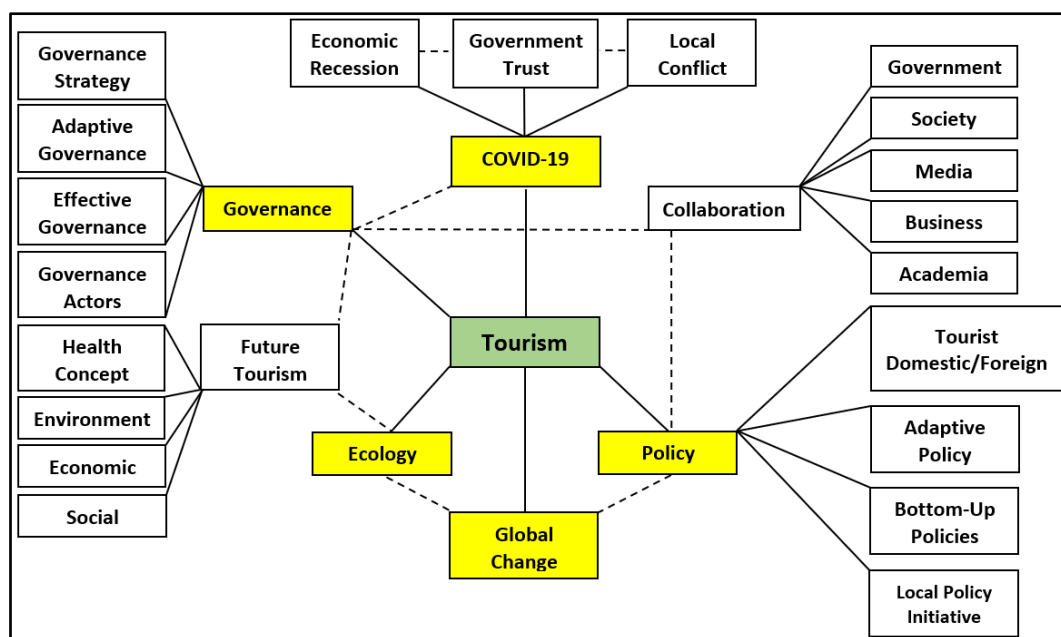 Governance
Strategy
Adaptive
Governance
Effective
Governance
Governance
Actors
Health
Concept
Environment
Economic
Social
Governance
Future
Tourism
Economic
Recession
Government
Trust
Local
Conflict
COVID-19
Tourism
Ecology
Policy
Global
Change
Collaboration
Government
Society
Media
Business
Academia
Tourist
Domestic/Foreign
Adaptive
Policy
Bottom-Up
Policies
Local Policy
Initiative